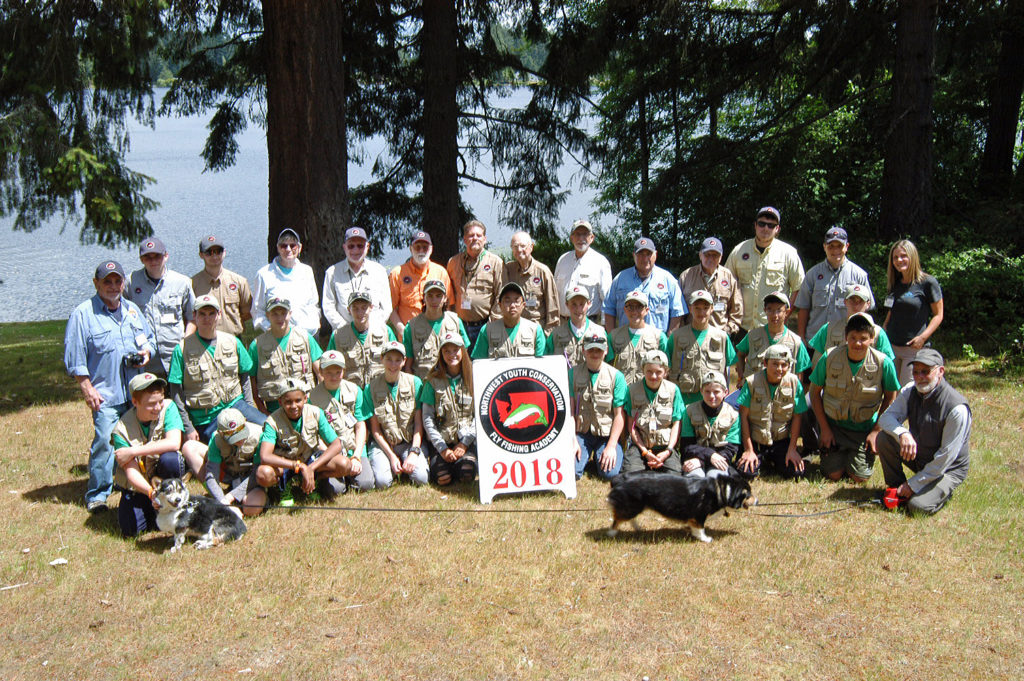 NORTHWEST YOUTH CONSERVATION
FLY FISHING ACADEMY
2018